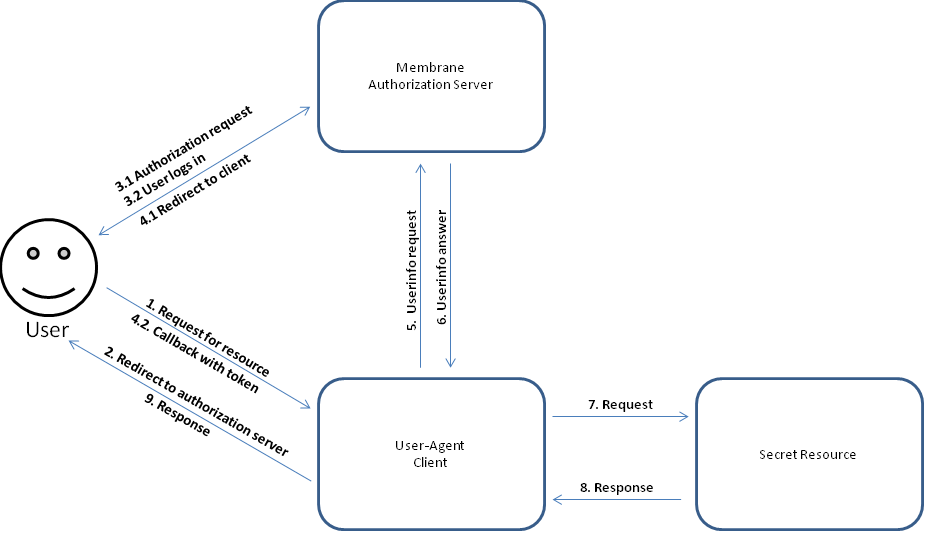 Membrane
Authorization Server
3.1 Authorization request
3.2 User logs in
4.1 Redirect to client
5. Userinfo request
6. Userinfo answer
User
1. Request for resource
4.2. Callback with token
2. Redirect to authorization server
9. Response
User-Agent
Client
7. Request
8. Response
Secret Resource